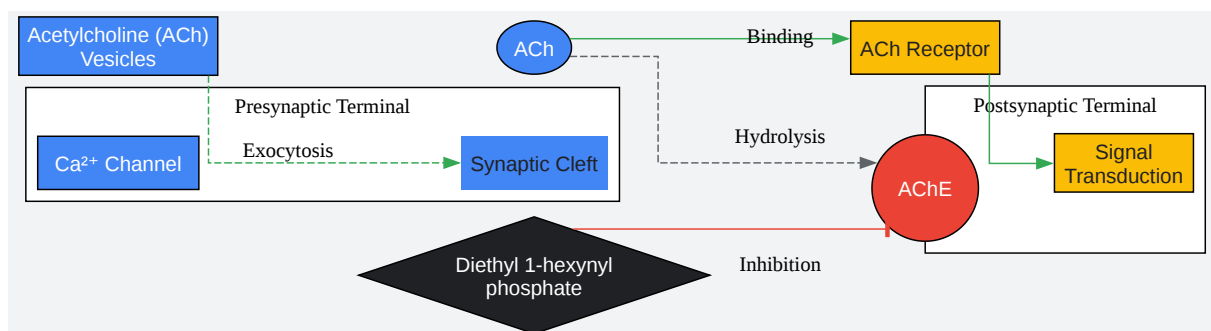 Acetylcholine (ACh)
Vesicles
ACh
Binding
ACh Receptor
Presynaptic Terminal
Postsynaptic Terminal
Ca²⁺ Channel
Exocytosis
Synaptic Cleft
Hydrolysis
AChE
Signal
Transduction
Diethyl 1-hexynyl
phosphate
Inhibition